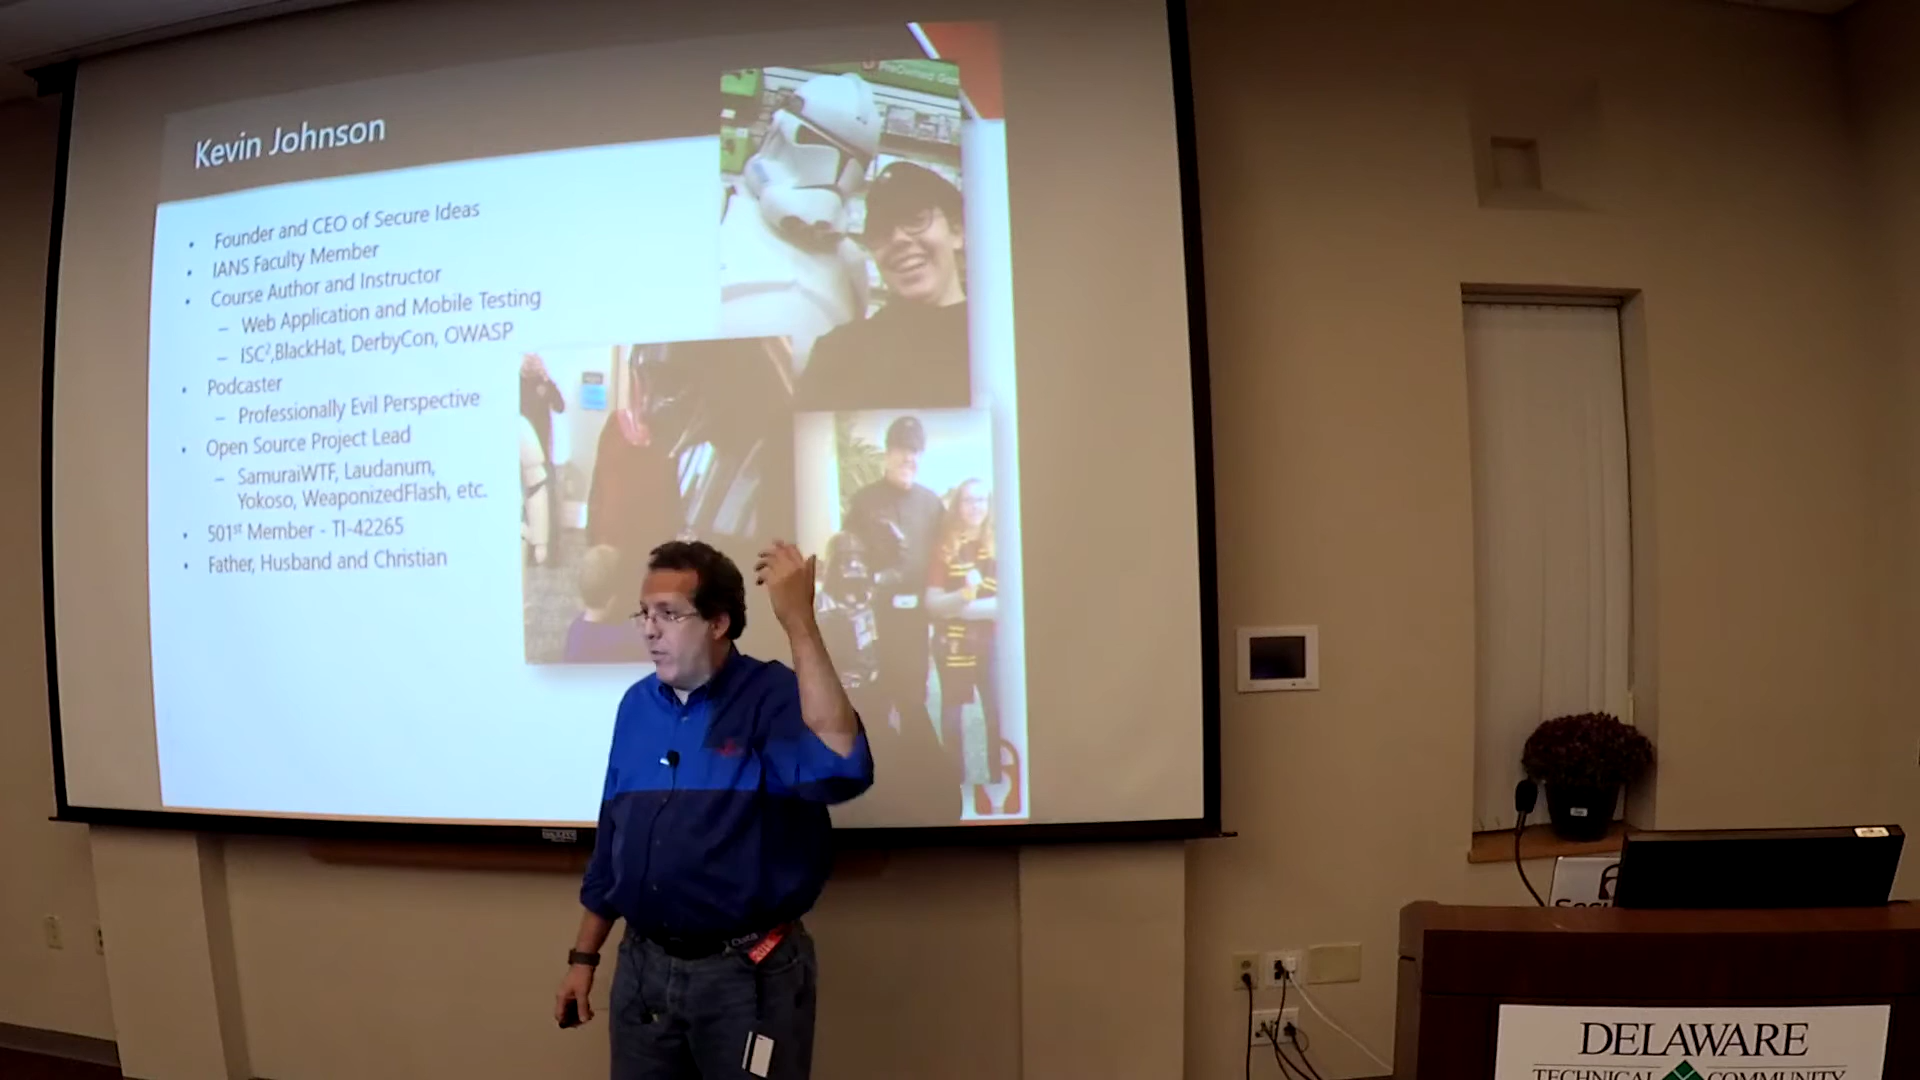 Kevin Johnson
• Founder and CEO of Secure Ideas
• IANS Faculty Member
• Course Author and Instructor
– Web Application and Mobile Testing
– ISC²,BlackHat, DerbyCon, OWASP
• Podcaster
– Professionally Evil Perspective
• Open Source Project Lead
– SamuraiWTF, Laudanum,
Yokoso, WeaponizedFlash, etc.
• 501st Member - TI-42265
• Father, Husband and Christian
DELAWARE
TECHNICAL COMMUNITY